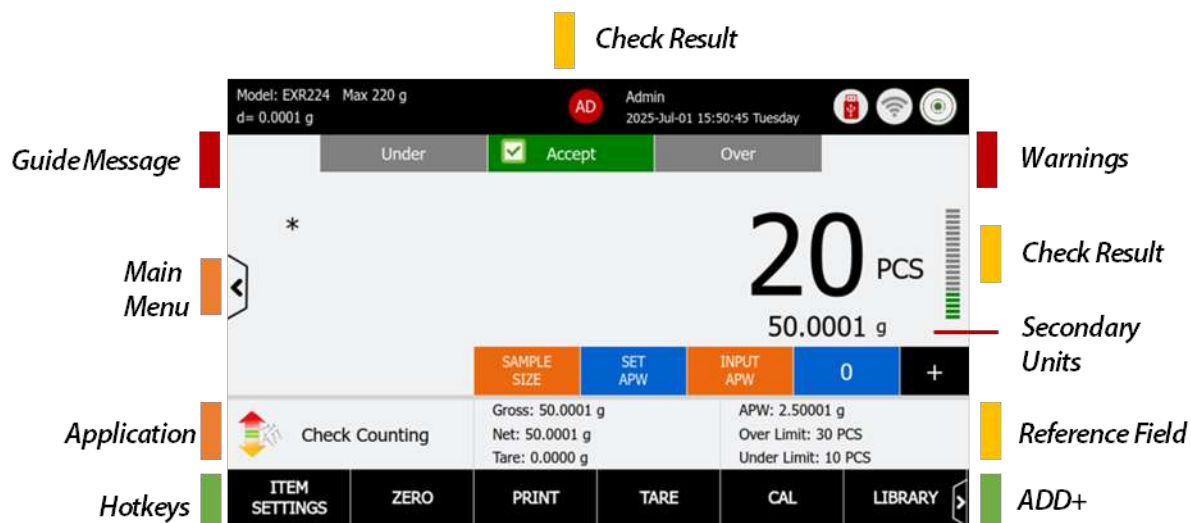 Check Result
Model: EXR224 Max 220 g
d= 0.0001 g
AD
Admin
2025-Jul-01 15:50:45 Tuesday
Guide Message
Under
Accept
Over
Warnings
*
20 PCS
Check Result
Main
Menu
50.0001 g
Secondary
Units
SAMPLE
SIZE
SET
APW
INPUT
APW
0
+
Application
Check Counting
Gross: 50.0001 g
Net: 50.0001 g
Tare: 0.0000 g
APW: 2.50001 g
Over Limit: 30 PCS
Under Limit: 10 PCS
Reference Field
Hotkeys
ITEM
SETTINGS
ZERO
PRINT
TARE
CAL
LIBRARY
ADD+